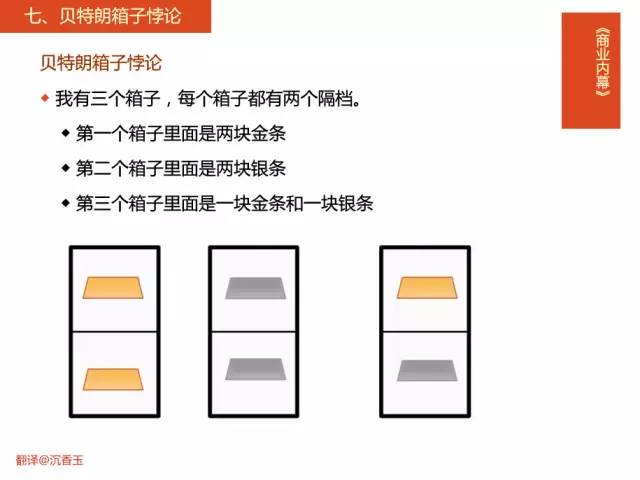 七、贝特朗箱子悖论
《商业内幕》
贝特朗箱子悖论
我有三个箱子，每个箱子都有两个隔档。
第一个箱子里面是两块金条
第二个箱子里面是两块银条
第三个箱子里面是一块金条和一块银条
翻译@沉香玉